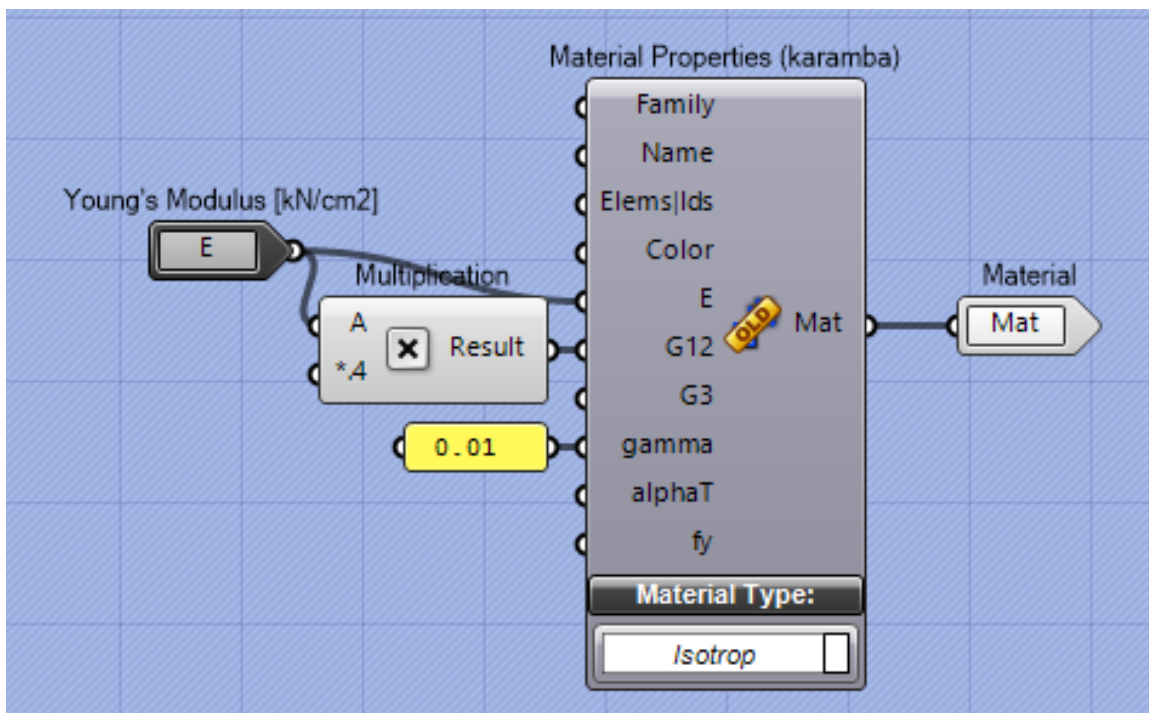 Material Properties (karamba)
Family
Name
Elems|Ids
Color
E
G12
G3
gamma
alphaT
fy
OLD
Mat
Material Type:
Isotrop
Young's Modulus [kN/cm2]
E
Multiplication
A
*.4
Result
0.01
Material
Mat